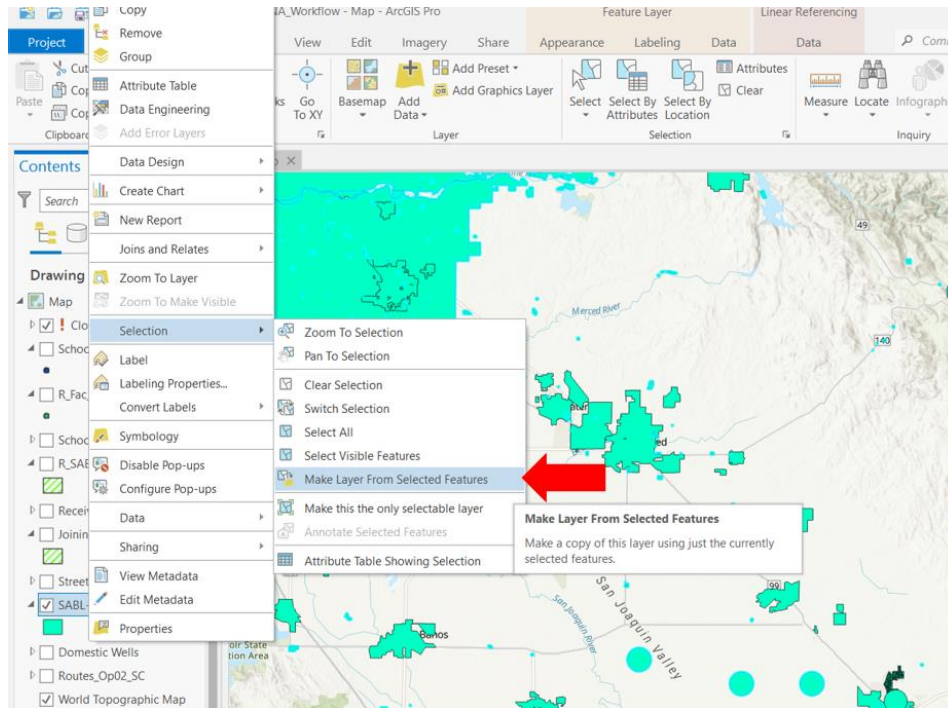 Copy
NA_Workflow - Map - ArcGIS Pro
Feature Layer
Linear Referencing
Remove
Project
View
Edit
Imagery
Share
Appearance
Labeling
Data
Data
Group
Cut
Attribute Table
Add Preset
Attributes
Data Engineering
Add Graphics Layer
Clear
Paste
Go To XY
Basemap
Add Data
Select
Select By Attributes
Select By Location
Measure
Locate
Add Error Layers
Layer
Selection
Inquiry
Contents
Data Design
Search
Create Chart
New Report
Joins and Relates
49
Drawing
Zoom To Layer
Map
Zoom To Make Visible
Merced River
Selection
Zoom To Selection
140
Label
Pan To Selection
Labeling Properties...
Clear Selection
Convert Labels
Switch Selection
Symbology
Select All
Disable Pop-ups
Select Visible Features
Configure Pop-ups
Make Layer From Selected Features
Data
Make this the only selectable layer
Make Layer From Selected Features
Sharing
Annotate Selected Features
Make a copy of this layer using just the currently
selected features.
View Metadata
Attribute Table Showing Selection
Edit Metadata
99
San Joaquin River
San Joaquin Valley
Properties
Domestic Wells
Routes_Op02_SC
World Topographic Map